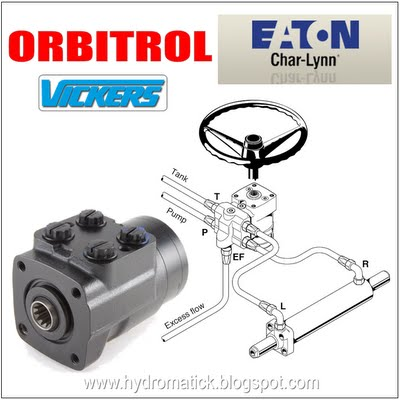 ORBITROL
VICKERS
EATON
Char-Lynn
Tank
T
Pump
P
EF
R
L
Excess flow
www.hydromatick.blogspot.com